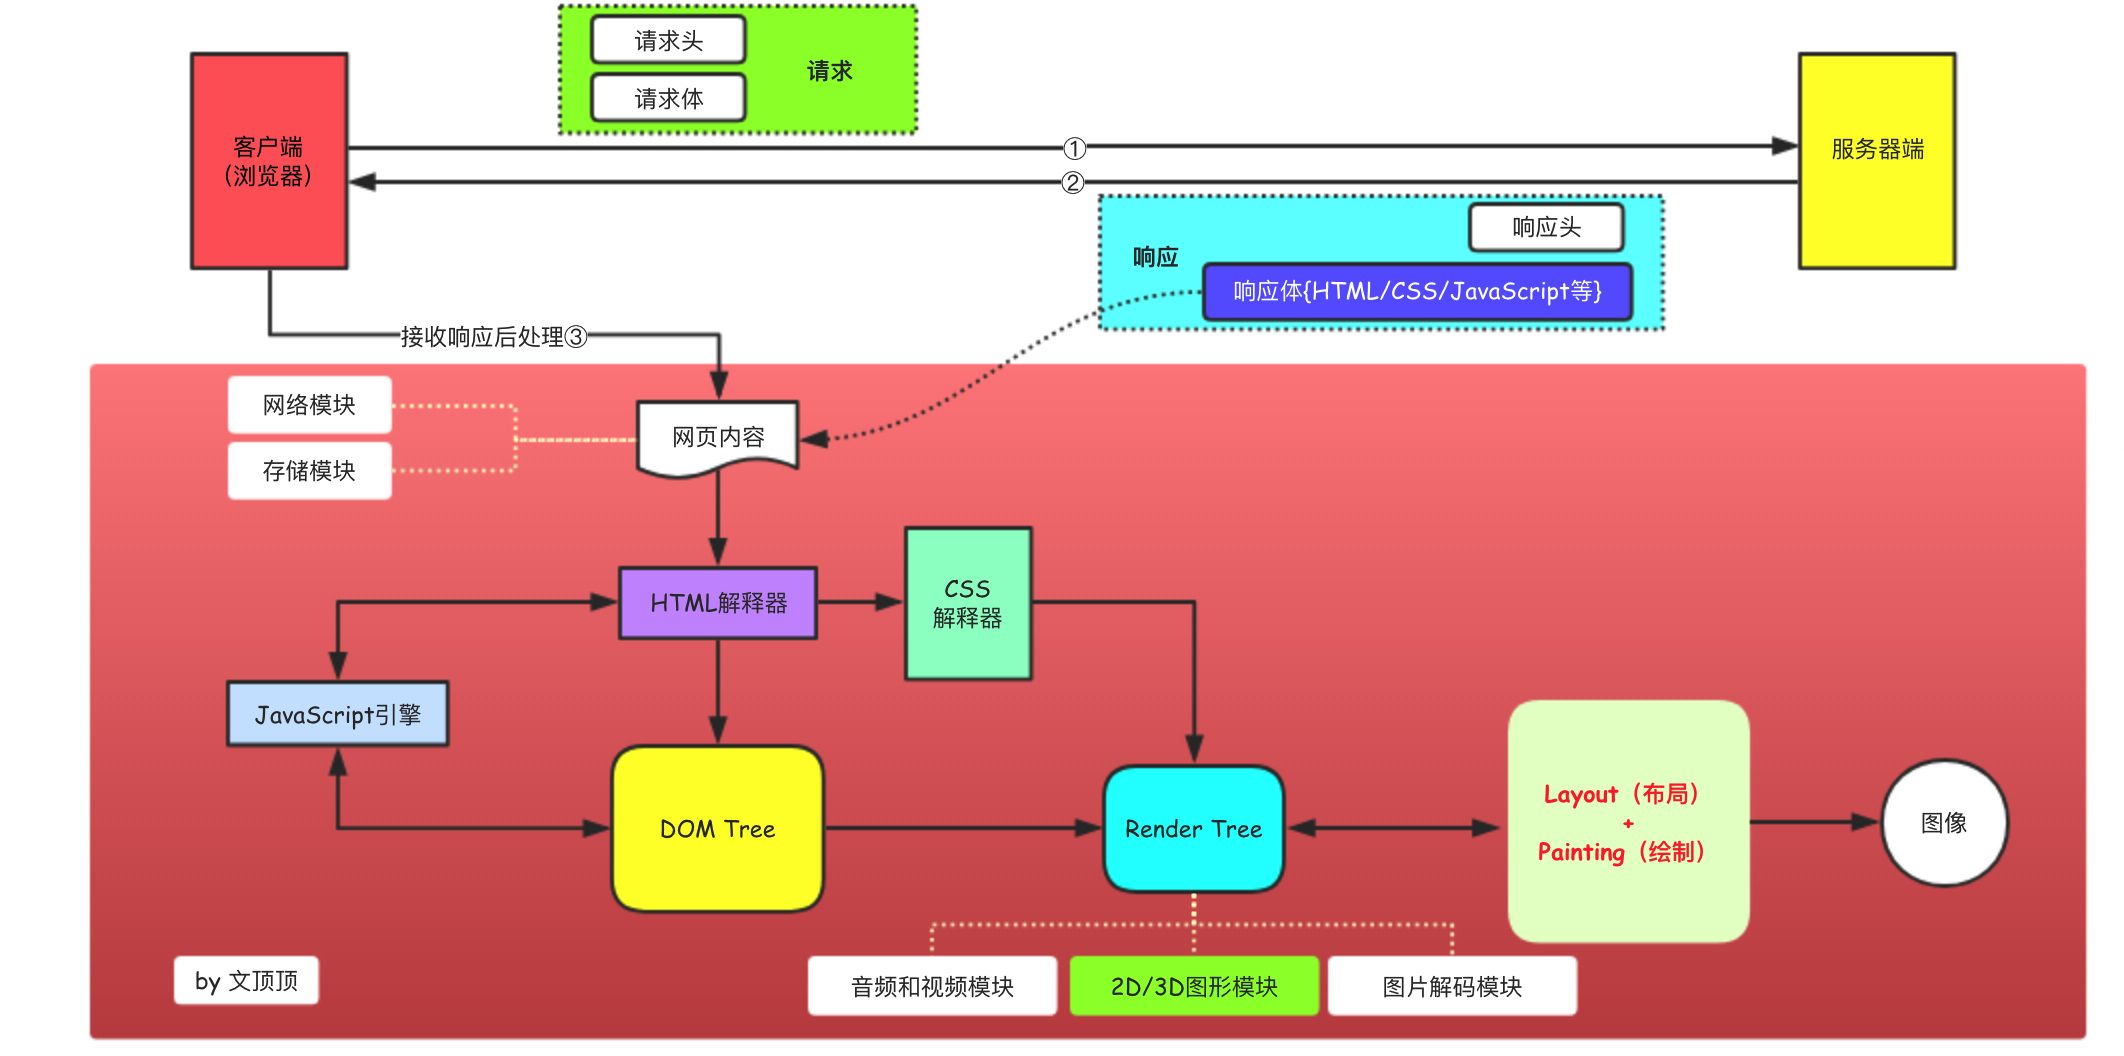 请求头
请求
请求体
客户端
（浏览器）
服务器端
①
②
响应头
响应
响应体{HTML/CSS/JavaScript等}
接收响应后处理③
网络模块
网页内容
存储模块
HTML解释器
CSS
解释器
JavaScript引擎
DOM Tree
Render Tree
Layout（布局）
+
Painting（绘制）
图像
by 文顶顶
音频和视频模块
2D/3D图形模块
图片解码模块